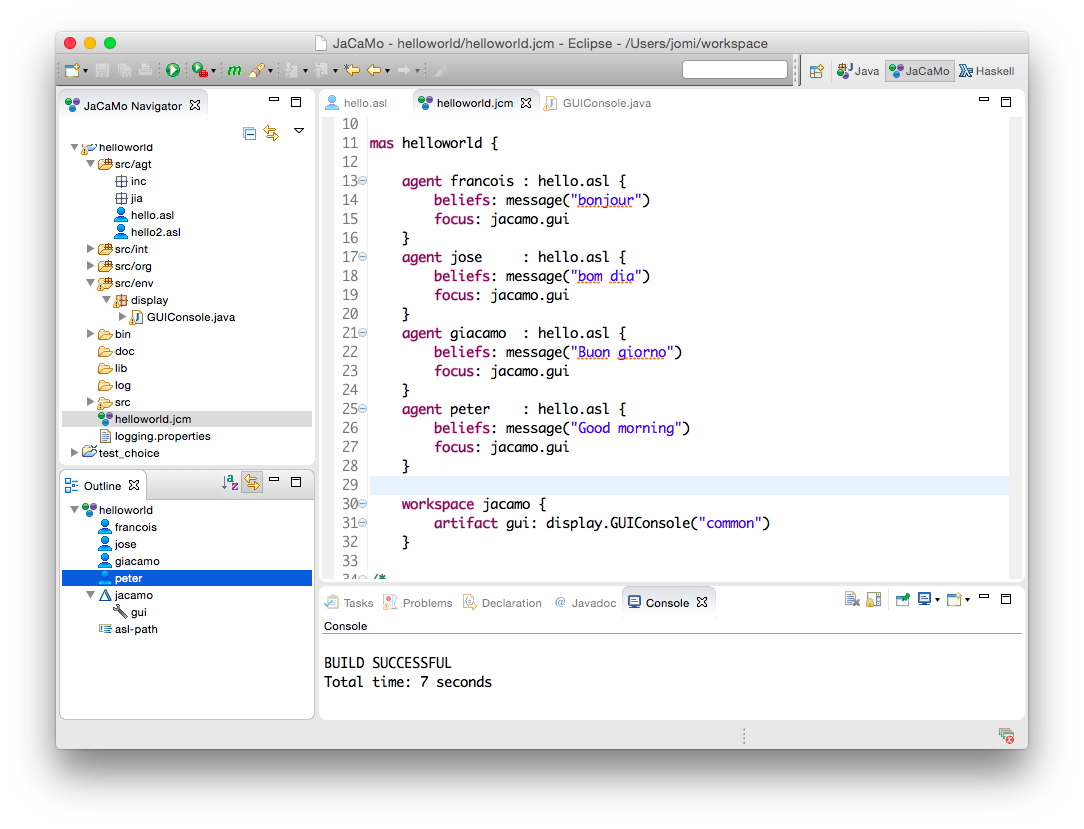 JaCaMo - helloworld/helloworld.jcm - Eclipse - /Users/jomi/workspace
Java
JaCaMo
Haskell
JaCaMo Navigator
helloworld
src/agt
inc
jia
hello.asl
hello2.asl
src/int
src/org
src/env
display
GUIConsole.java
bin
doc
lib
log
src
helloworld.jcm
logging.properties
test_choice
Outline
helloworld
francois
jose
giacamo
peter
jacamo
gui
asl-path
hello.asl helloworld.jcm GUIConsole.java
10
11 mas helloworld {
12
13 agent francois : hello.asl {
14 beliefs: message("bonjour")
15 focus: jacamo.gui
16 }
17 agent jose : hello.asl {
18 beliefs: message("bom dia")
19 focus: jacamo.gui
20 }
21 agent giacamo : hello.asl {
22 beliefs: message("Buon giorno")
23 focus: jacamo.gui
24 }
25 agent peter : hello.asl {
26 beliefs: message("Good morning")
27 focus: jacamo.gui
28 }
29
30 workspace jacamo {
31 artifact gui: display.GUIConsole("common")
32 }
33
34 /*
Tasks Problems Declaration Javadoc Console
Console
BUILD SUCCESSFUL
Total time: 7 seconds